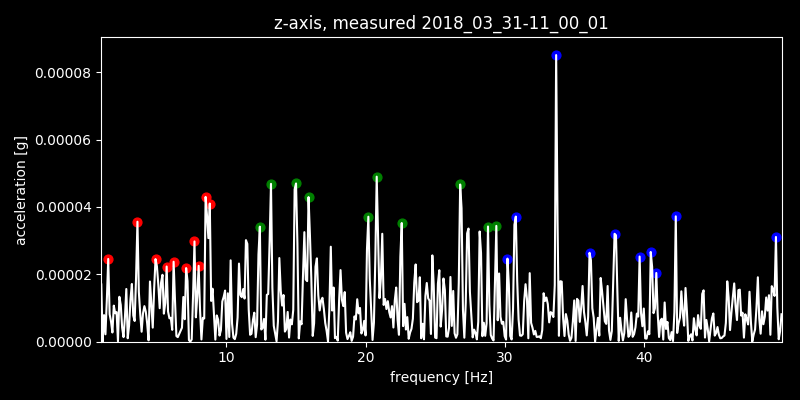 z-axis, measured 2018_03_31-11_00_01
acceleration [g]
0.00008
0.00006
0.00004
0.00002
0.00000
10 20 30 40
frequency [Hz]